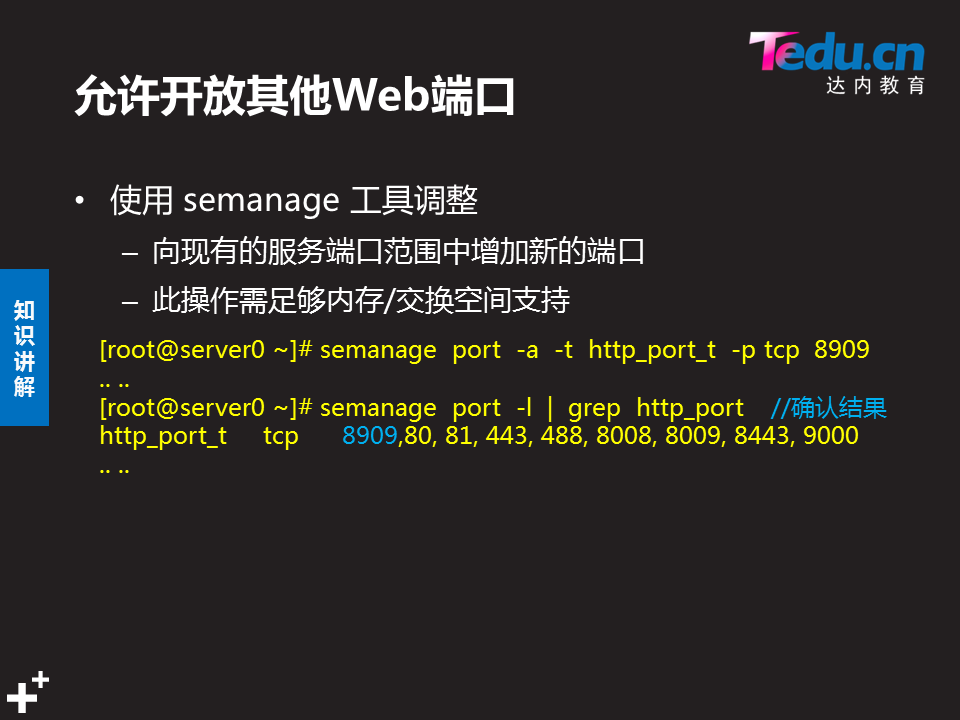 Tedu.cn
达内教育
允许开放其他Web端口
• 使用 semanage 工具调整
– 向现有的服务端口范围中增加新的端口
– 此操作需足够内存/交换空间支持
知识讲解
[root@server0 ~]# semanage port -a -t http_port_t -p tcp 8909
.. ..
[root@server0 ~]# semanage port -l | grep http_port //确认结果
http_port_t tcp 8909,80, 81, 443, 488, 8008, 8009, 8443, 9000
.. ..